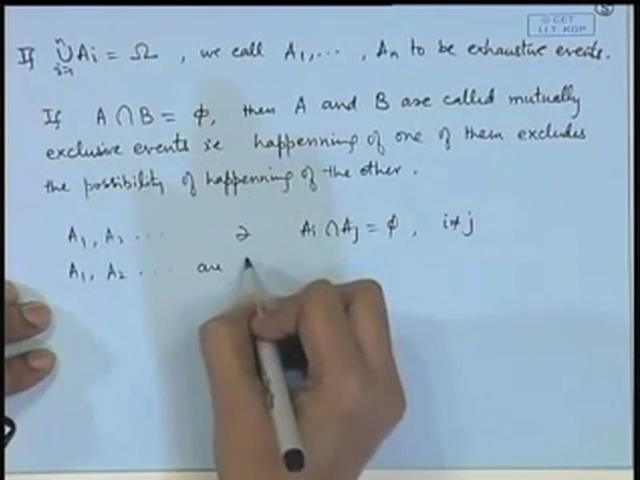 © CET
I.I.T. KGP
If ⋃ᵢ₌₁ⁿ Ai = Ω , we call A₁, ... , An to be exhaustive events.
If A ∩ B = ϕ, then A and B are called mutually
exclusive events ie happenning of one of them excludes
the possibility of happenning of the other .
A₁, A₂ ... ∋ Ai ∩ Aj = ϕ , i≠j
A₁, A₂ ... are